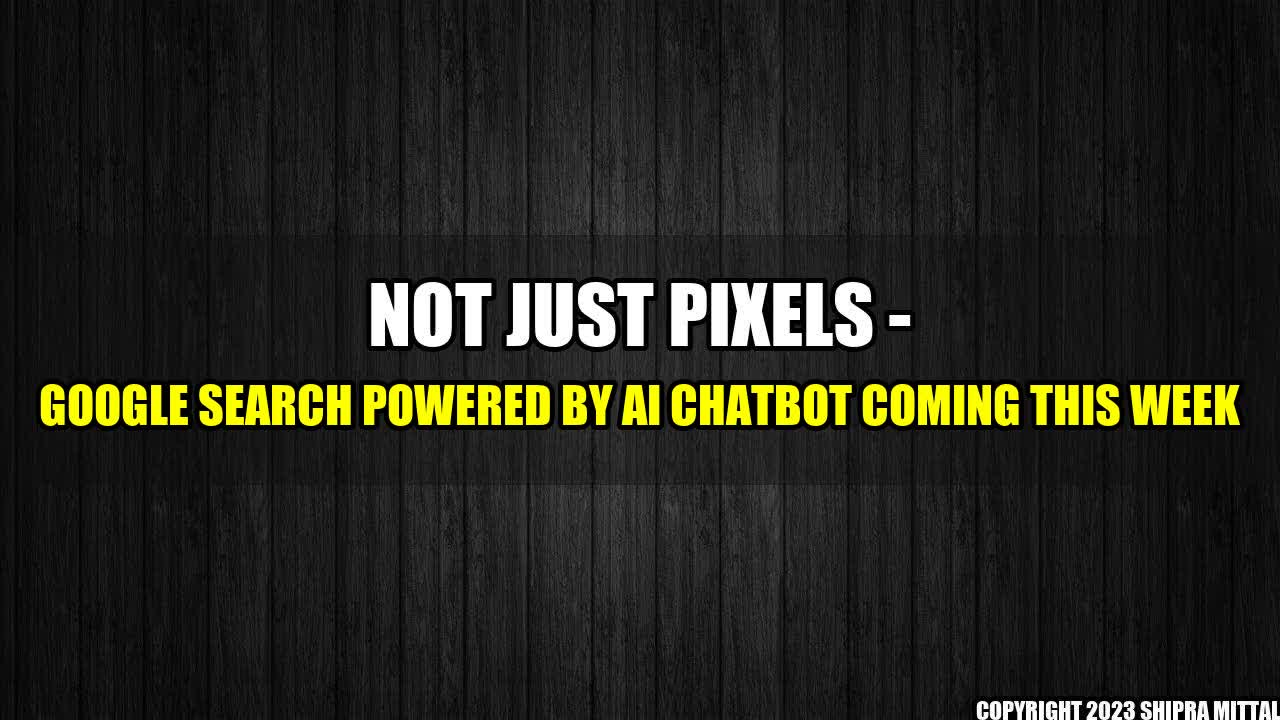 NOT JUST PIXELS -
GOOGLE SEARCH POWERED BY AI CHATBOT COMING THIS WEEK
COPYRIGHT 2023 SHIPRA MITTAL